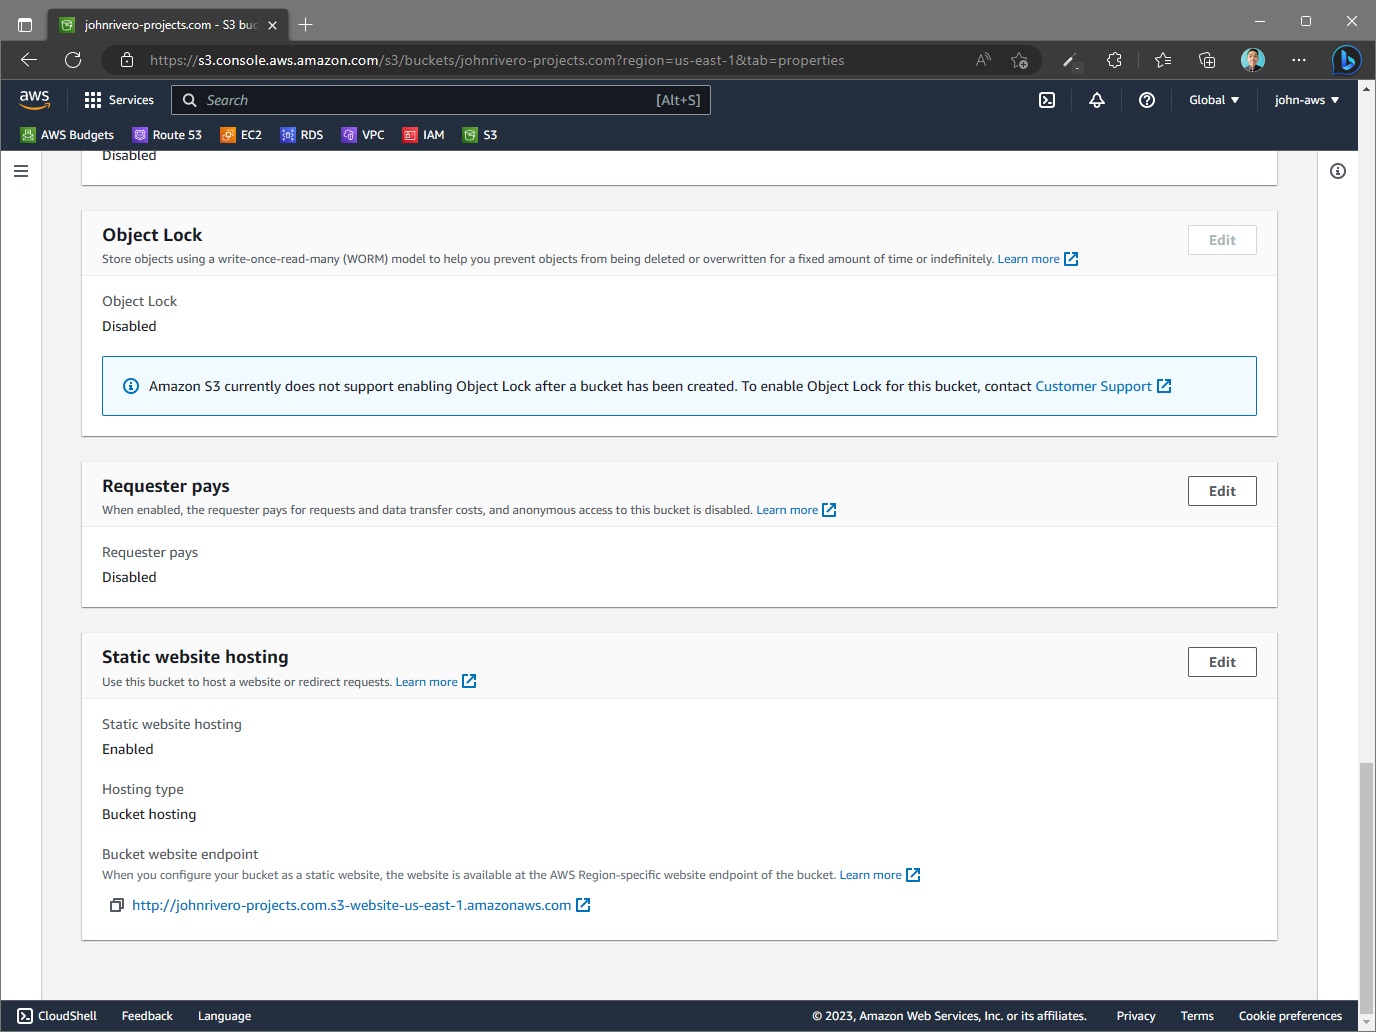 johnrivero-projects.com - S3 buc
https://s3.console.aws.amazon.com/s3/buckets/johnrivero-projects.com?region=us-east-1&tab=properties
aws
Services
Search
[Alt+S]
Global
john-aws
AWS Budgets
Route 53
EC2
RDS
VPC
IAM
S3
Disabled
Object Lock
Edit
Store objects using a write-once-read-many (WORM) model to help you prevent objects from being deleted or overwritten for a fixed amount of time or indefinitely. Learn more
Object Lock
Disabled
Amazon S3 currently does not support enabling Object Lock after a bucket has been created. To enable Object Lock for this bucket, contact Customer Support
Requester pays
Edit
When enabled, the requester pays for requests and data transfer costs, and anonymous access to this bucket is disabled. Learn more
Requester pays
Disabled
Static website hosting
Edit
Use this bucket to host a website or redirect requests. Learn more
Static website hosting
Enabled
Hosting type
Bucket hosting
Bucket website endpoint
When you configure your bucket as a static website, the website is available at the AWS Region-specific website endpoint of the bucket. Learn more
http://johnrivero-projects.com.s3-website-us-east-1.amazonaws.com
CloudShell
Feedback
Language
© 2023, Amazon Web Services, Inc. or its affiliates.
Privacy
Terms
Cookie preferences